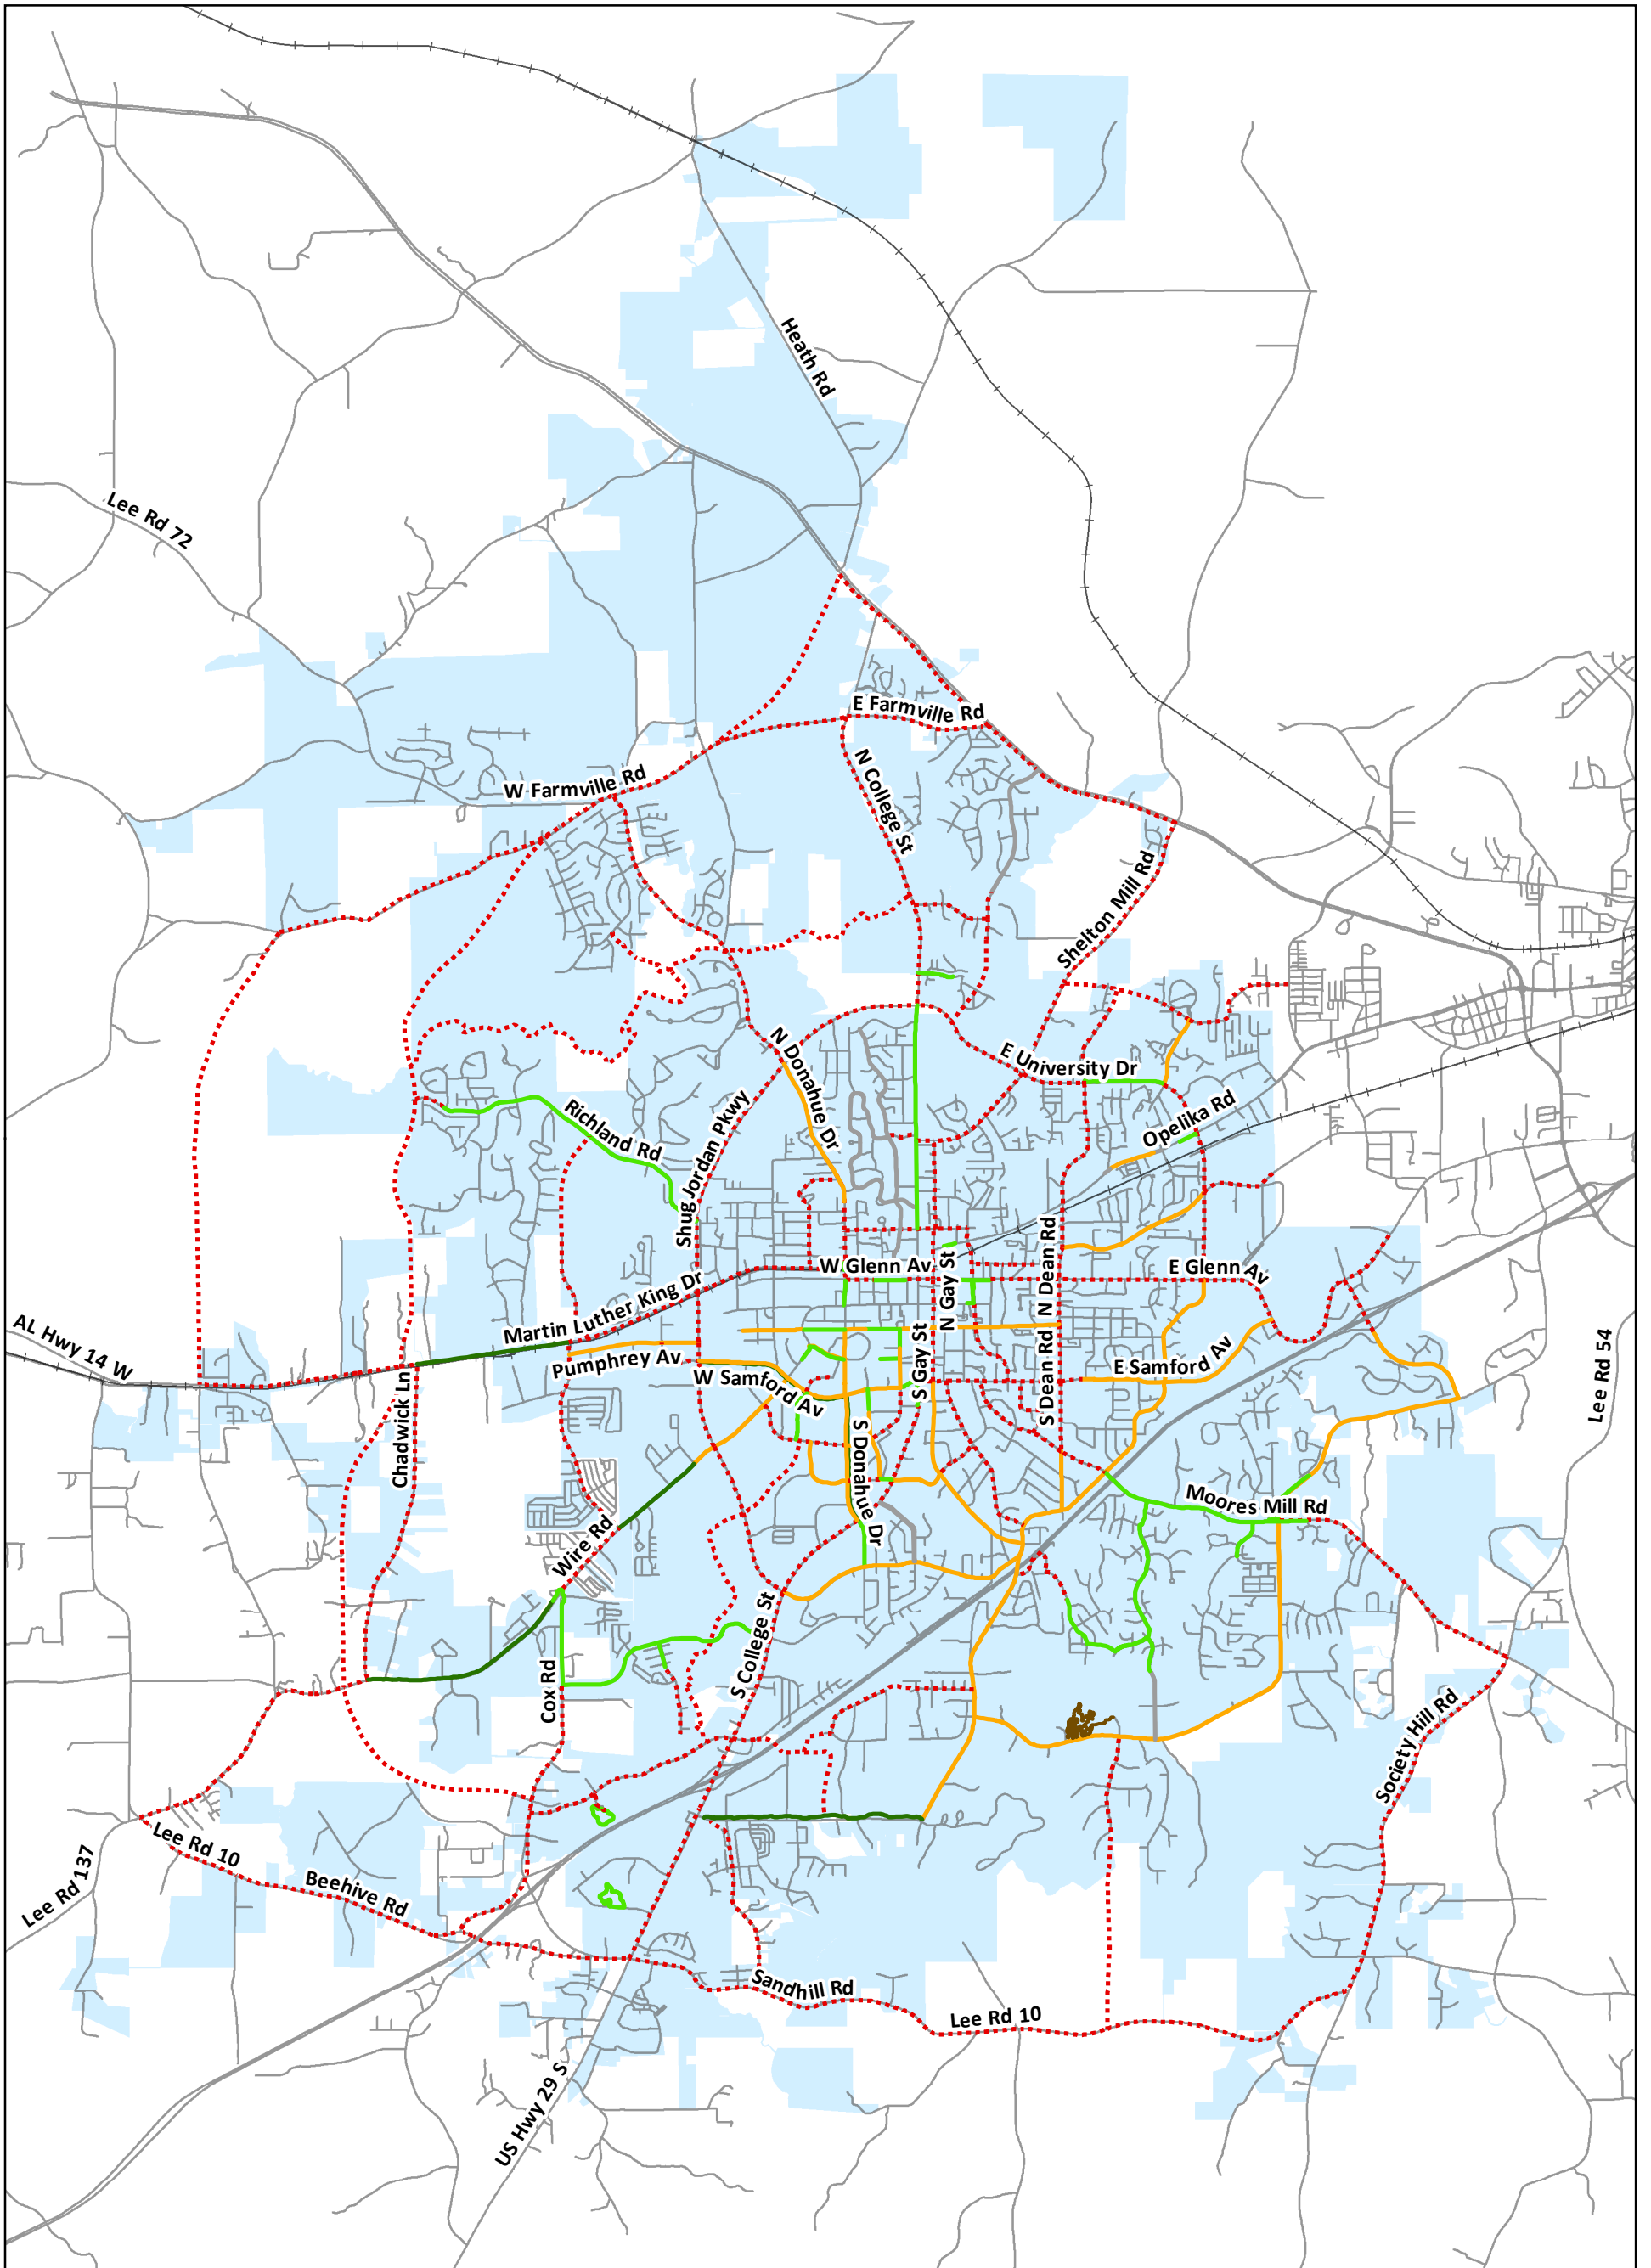 Heath Rd
Lee Rd 72
E Farmville Rd
W Farmville Rd
N College St
Shelton Mill Rd
N Donahue Dr
E University Dr
Richland Rd
Shug Jordan Pkwy
Opelika Rd
W Glenn Av
N Gay St
N Dean Rd
E Glenn Av
Martin Luther King Dr
AL Hwy 14 W
Pumphrey Av
W Samford Av
S Gay St
S Dean Rd
E Samford Av
Lee Rd 54
Chadwick Ln
S Donahue Dr
Moores Mill Rd
Wire Rd
S College St
Cox Rd
Society Hill Rd
Lee Rd 10
Lee Rd 137
Beehive Rd
Sandhill Rd
Lee Rd 10
US Hwy 29 S